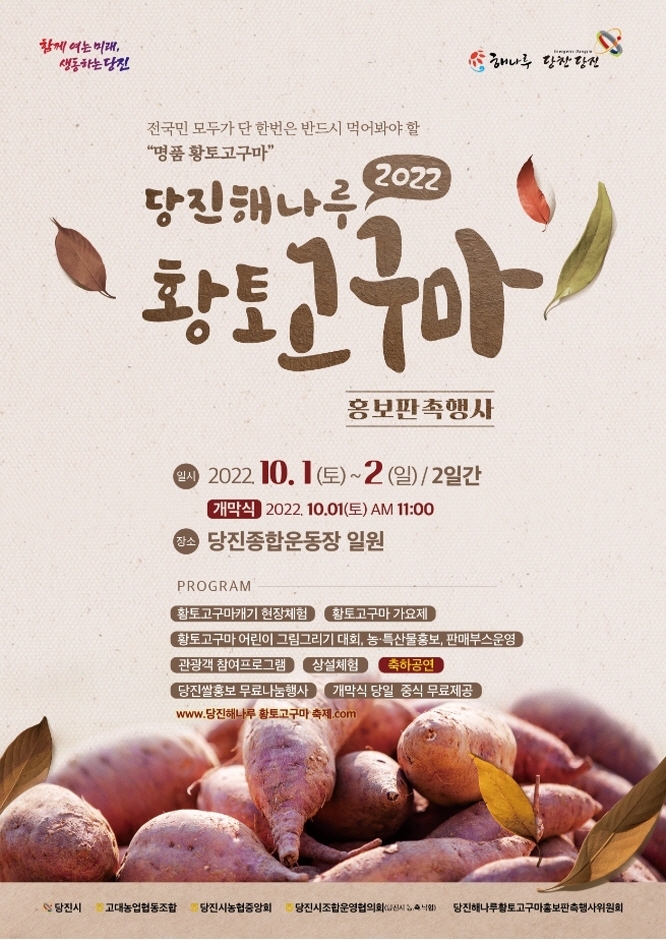 함께 여는 미래,
생동하는 당진
해나루 당찬 당진
전국민 모두가 단 한번은 반드시 먹어봐야 할
“명품 황토고구마”
2022
당진해나루
황토고구마
홍보판촉행사
일시 2022. 10. 1 (토) ~ 2 (일) / 2일간
개막식 2022. 10.01(토) AM 11:00
장소 당진종합운동장 일원
PROGRAM
황토고구마캐기 현장체험 황토고구마 가요제
황토고구마 어린이 그림그리기 대회, 농·특산물홍보, 판매부스운영
관광객 참여프로그램 상설체험 축하공연
당진쌀홍보 무료나눔행사 개막식 당일 중식 무료제공
www.당진해나루 황토고구마 축제.com
당진시 고대농업협동조합 당진시농협중앙회 당진시조합운영협의회 당진해나루황토고구마홍보판촉행사위원회